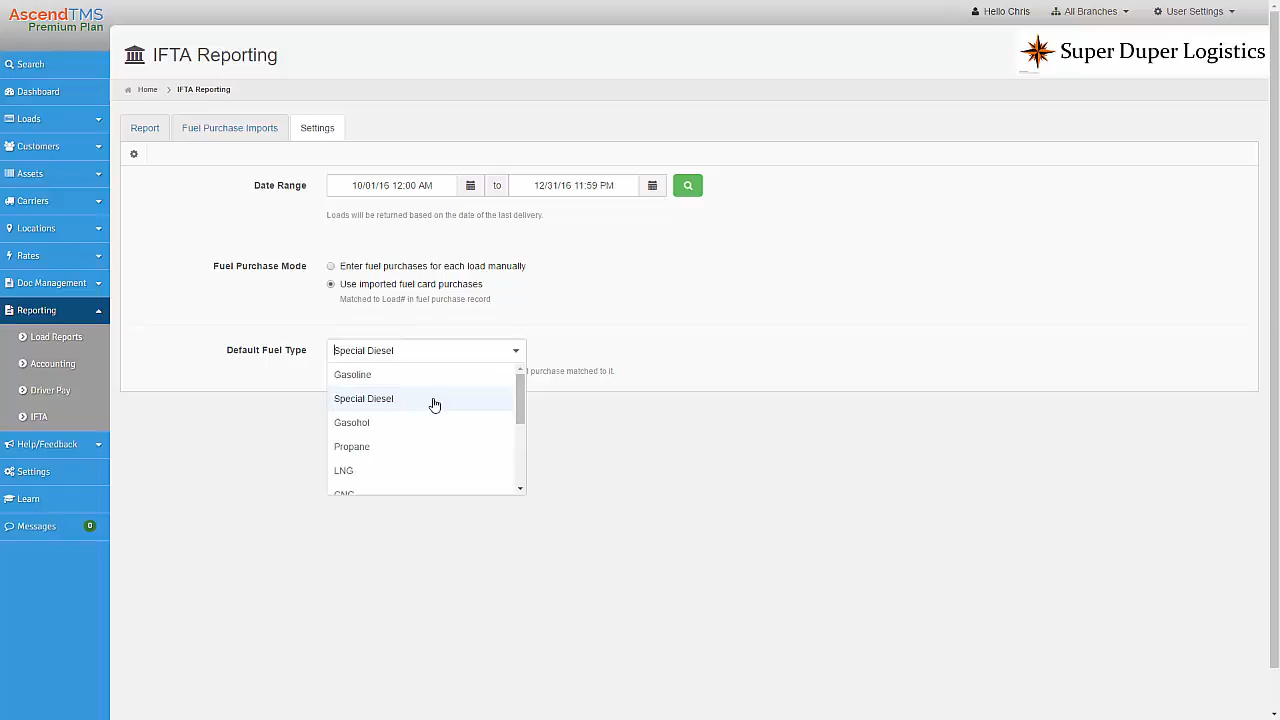 AscendTMS
Premium Plan
Hello Chris
All Branches
User Settings
IFTA Reporting
Super Duper Logistics
Home
IFTA Reporting
Search
Dashboard
Loads
Customers
Assets
Carriers
Locations
Rates
Doc Management
Reporting
Load Reports
Accounting
Driver Pay
IFTA
Help/Feedback
Settings
Learn
Messages 0
Report
Fuel Purchase Imports
Settings
Date Range
10/01/16 12:00 AM
to
12/31/16 11:59 PM
Loads will be returned based on the date of the last delivery.
Fuel Purchase Mode
Enter fuel purchases for each load manually
Use imported fuel card purchases
Matched to Load# in fuel purchase record
Default Fuel Type
Special Diesel
purchase matched to it.
Gasoline
Special Diesel
Gasohol
Propane
LNG
CNG